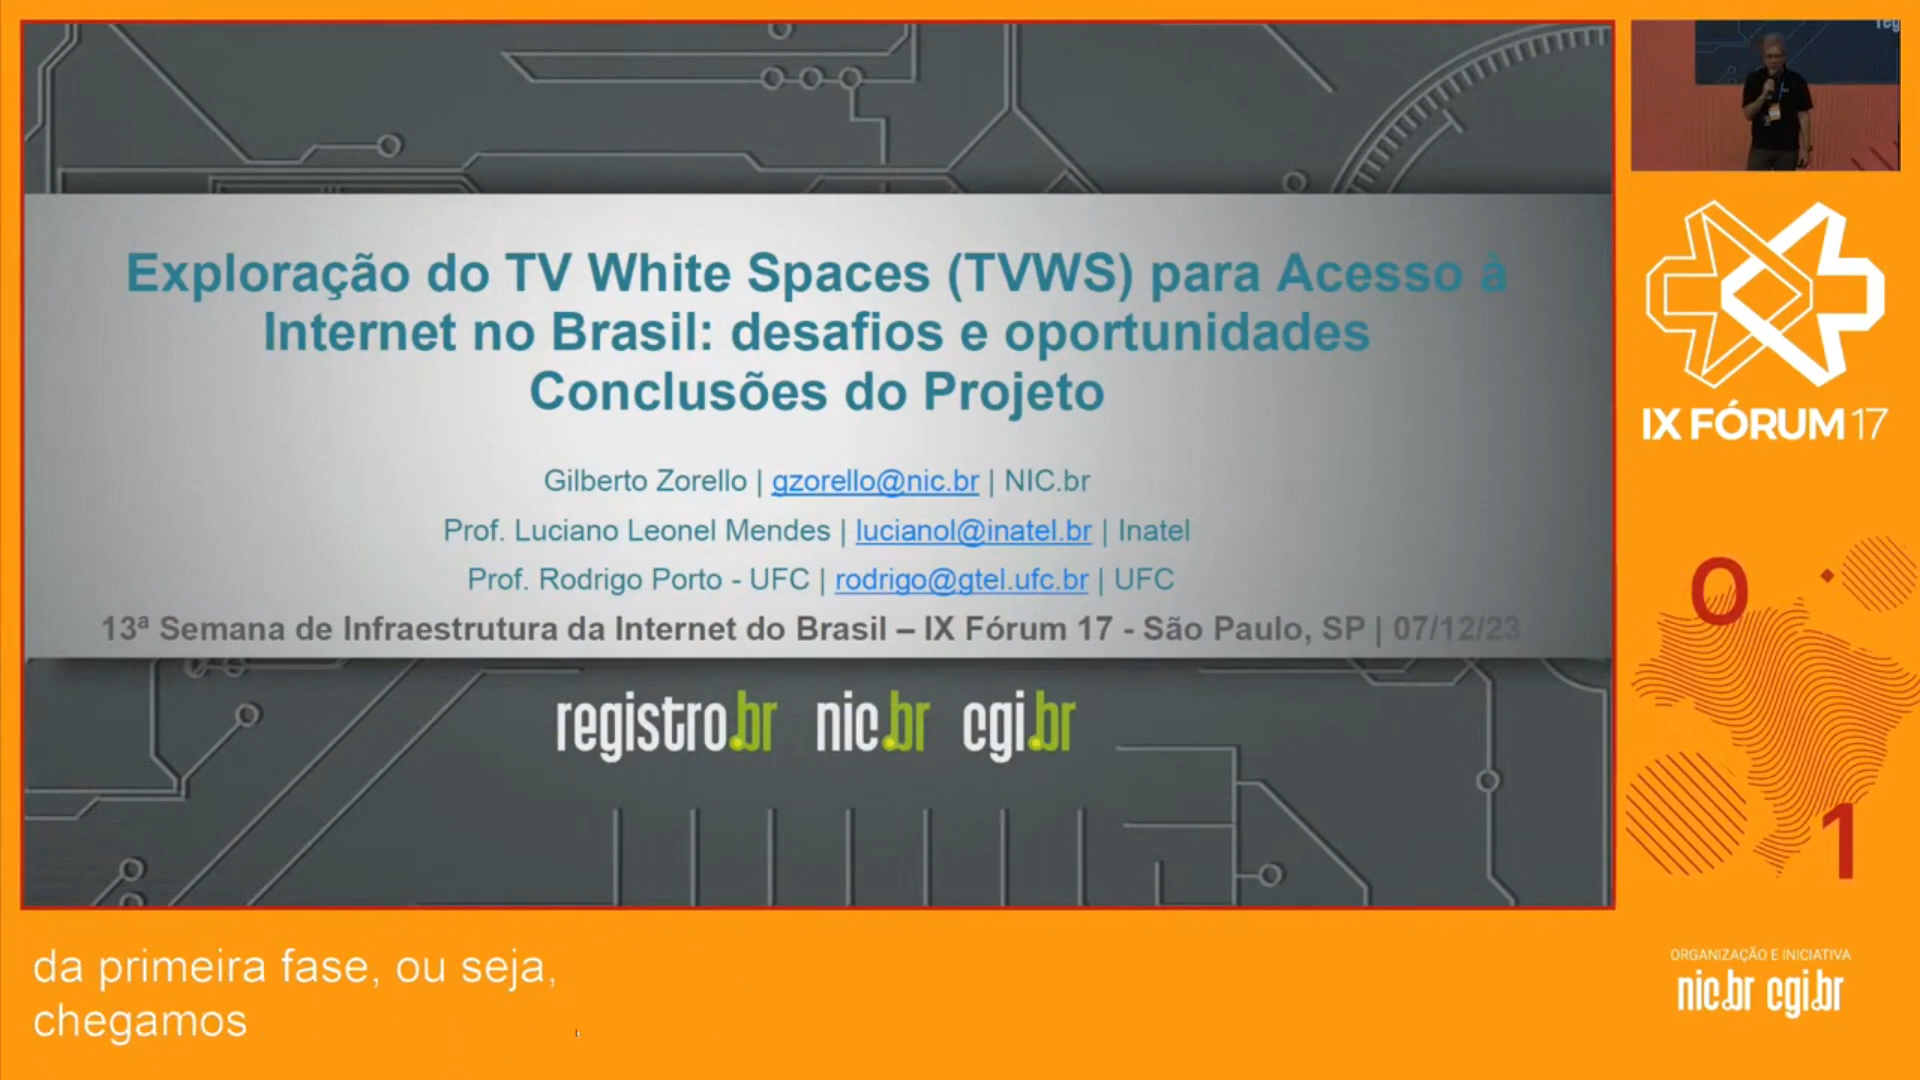 Exploração do TV White Spaces (TVWS) para Acesso à
Internet no Brasil: desafios e oportunidades
Conclusões do Projeto
Gilberto Zorello | gzorello@nic.br | NIC.br
Prof. Luciano Leonel Mendes | lucianol@inatel.br | Inatel
Prof. Rodrigo Porto - UFC | rodrigo@gtel.ufc.br | UFC
13ª Semana de Infraestrutura da Internet do Brasil – IX Fórum 17 - São Paulo, SP | 07/12/23
registro.br nic.br cgi.br
reg
IX FÓRUM 17
0
1
ORGANIZAÇÃO E INICIATIVA
nic.br cgi.br
da primeira fase, ou seja,
chegamos